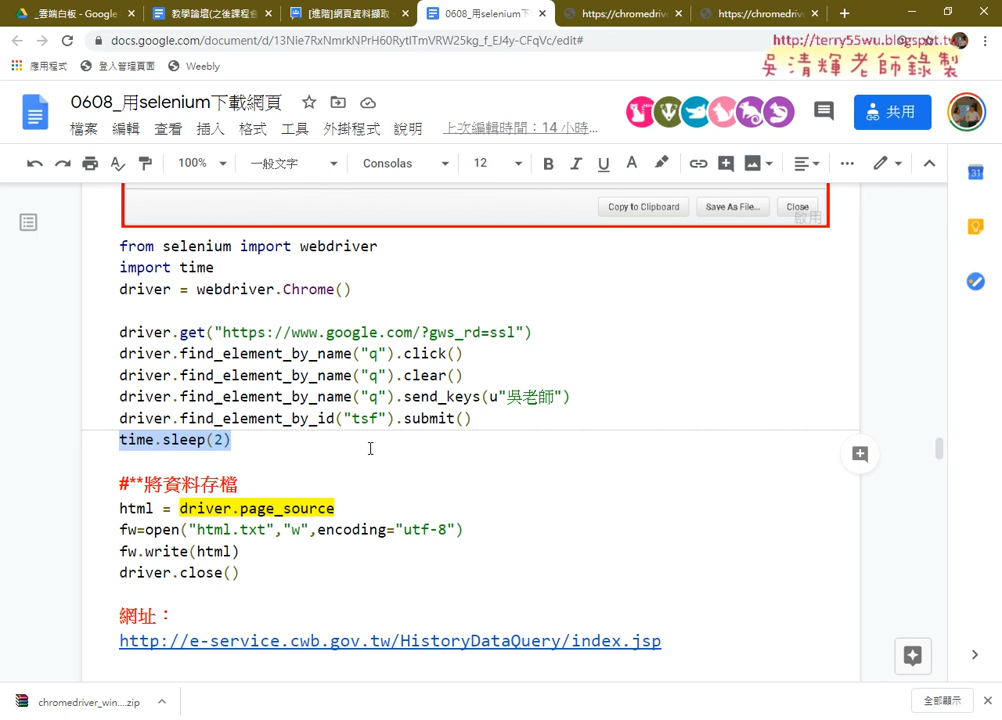 _雲端白板 - Google
教學論壇(之後課程會
[進階]網頁資料擷取
0608_用selenium下
https://chromedriv
https://chromedriv
docs.google.com/document/d/13Nie7RxNmrkNPrH60RytlTmVRW25kg_f_EJ4y-CFqVc/edit#
http://terry55wu.blogspot.tw
吳清輝老師錄製
應用程式
登入管理頁面
Weebly
0608_用selenium下載網頁
檔案 編輯 查看 插入 格式 工具 外掛程式 說明 上次編輯時間：14 小時...
共用
100% 一般文字 Consolas 12 B I U A
31
Copy to Clipboard Save As File... Close
啟用
from selenium import webdriver
import time
driver = webdriver.Chrome()
driver.get("https://www.google.com/?gws_rd=ssl")
driver.find_element_by_name("q").click()
driver.find_element_by_name("q").clear()
driver.find_element_by_name("q").send_keys(u"吳老師")
driver.find_element_by_id("tsf").submit()
time.sleep(2)
#**將資料存檔
html = driver.page_source
fw=open("html.txt","w",encoding="utf-8")
fw.write(html)
driver.close()
網址：
http://e-service.cwb.gov.tw/HistoryDataQuery/index.jsp
chromedriver_win....zip
全部顯示